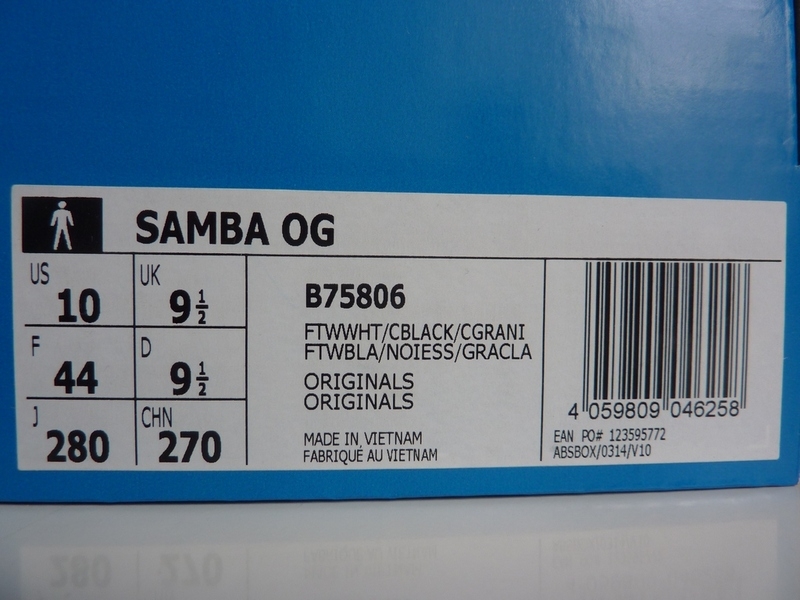 SAMBA OG
US 10 UK 9 1/2
F 44 D 9 1/2
J 280 CHN 270
B75806
FTWWHT/CBLACK/CGRANI
FTWBLA/NOIESS/GRACLA
ORIGINALS
ORIGINALS
MADE IN VIETNAM
FABRIQUÉ AU VIETNAM
4 059809 046258
EAN PO# 123595772
ABSBOX/0314/V10